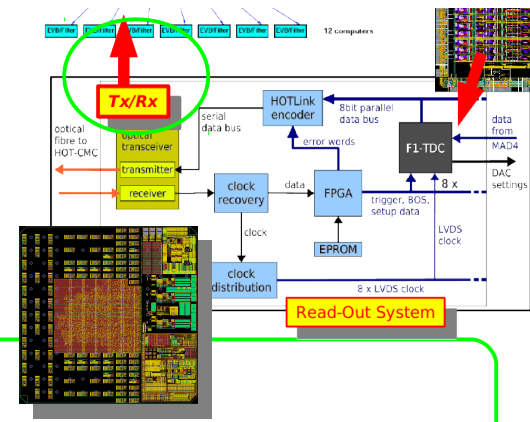 EVB/Filter EVB/Filter EVB/Filter EVB/Filter EVB/Filter EVB/Filter 12 computers
Tx/Rx
optical
fibre to
HOT-CMC
optical
transceiver
transmitter
receiver
serial
data bus
HOTLink
encoder
8bit parallel
data bus
error words
F1-TDC
data
from
MAD4
DAC
settings
clock
recovery
data
FPGA
8 x
trigger, BOS,
setup data
clock
EPROM
LVDS
clock
clock
distribution
8 x LVDS clock
Read-Out System